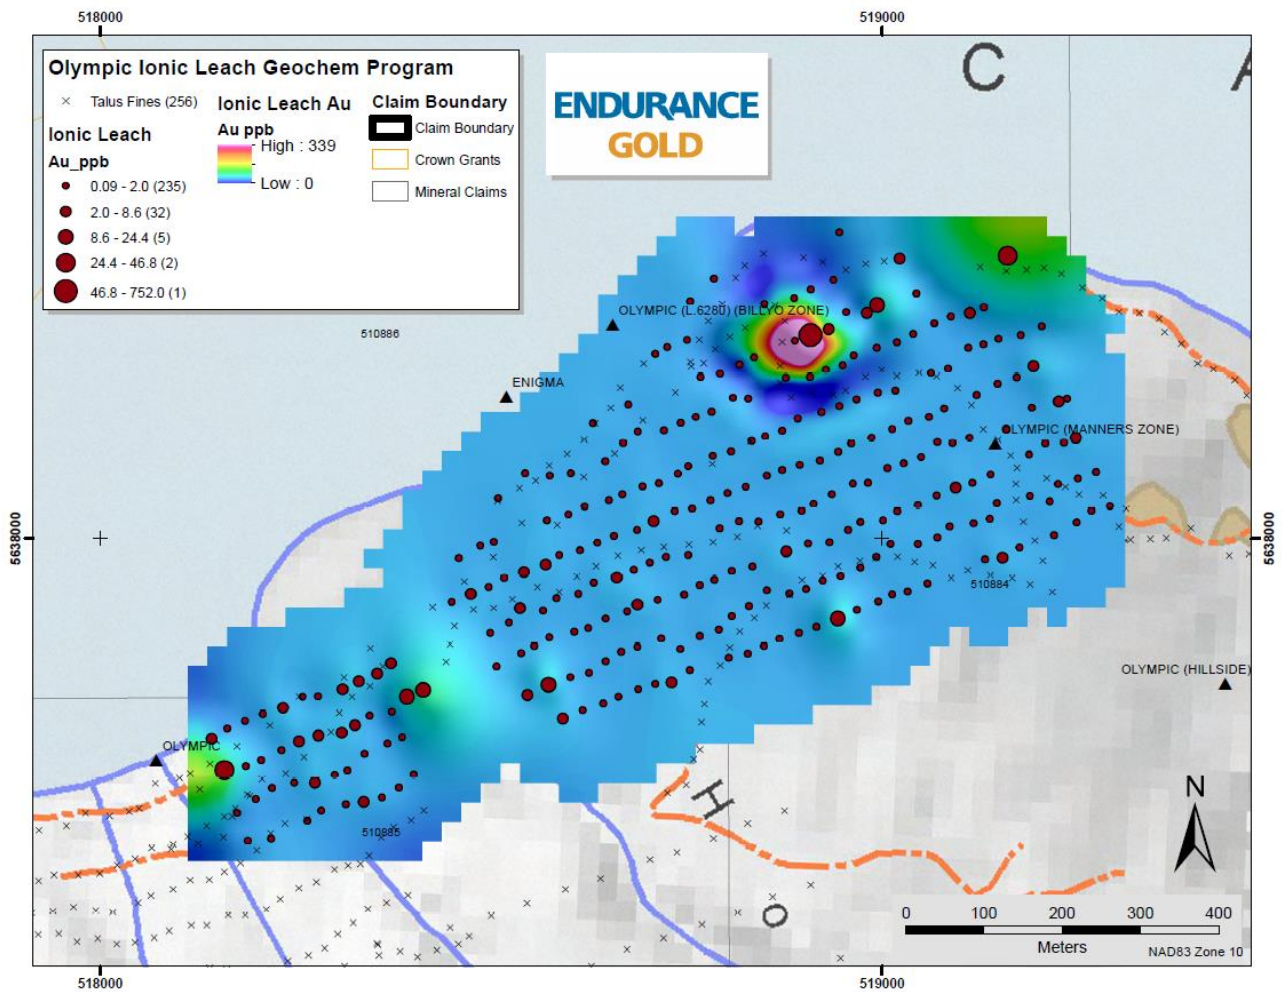 518000
519000
Olympic Ionic Leach Geochem Program
Talus Fines (256)
Ionic Leach
Au_ppb
0.09 - 2.0 (235)
2.0 - 8.6 (32)
8.6 - 24.4 (5)
24.4 - 46.8 (2)
46.8 - 752.0 (1)
Ionic Leach Au
Au ppb
High : 339
Low : 0
Claim Boundary
Claim Boundary
Crown Grants
Mineral Claims
ENDURANCE
GOLD
C
A
510886
OLYMPIC (L.6280) (BILLYO ZONE)
ENIGMA
OLYMPIC (MANNERS ZONE)
5638000
5638000
510884
OLYMPIC (HILLSIDE)
OLYMPIC
510885
H
O
N
0 100 200 300 400
Meters
NAD83 Zone 10
518000
519000